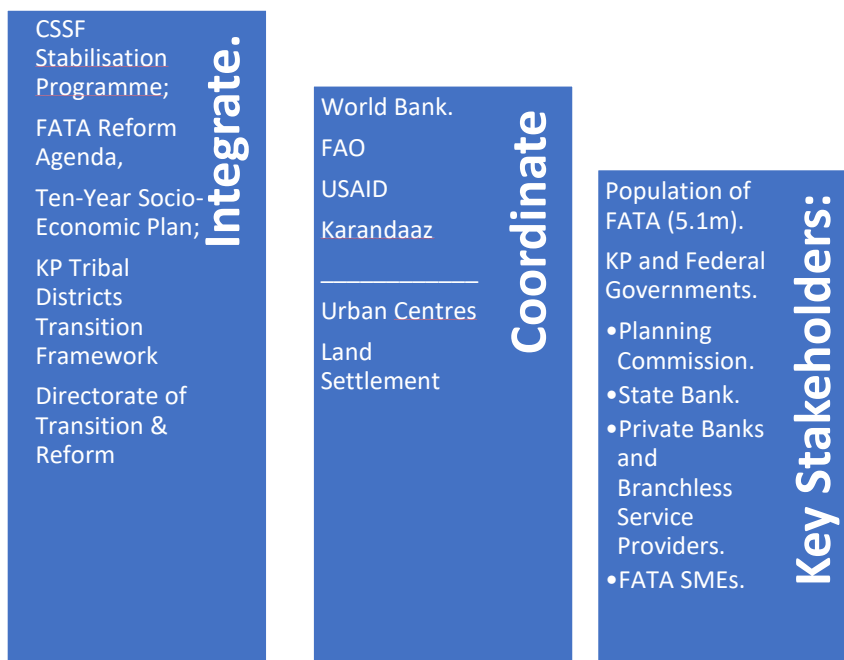 CSSF
Stabilisation
Programme;
FATA Reform
Agenda,
Ten-Year Socio-
Economic Plan;
KP Tribal
Districts
Transition
Framework
Directorate of
Transition &
Reform
Integrate.
World Bank.
FAO
USAID
Karandaaz
_____________
Urban Centres
Land
Settlement
Coordinate
Population of
FATA (5.1m).
KP and Federal
Governments.
•Planning
Commission.
•State Bank.
•Private Banks
and
Branchless
Service
Providers.
•FATA SMEs.
Key Stakeholders: